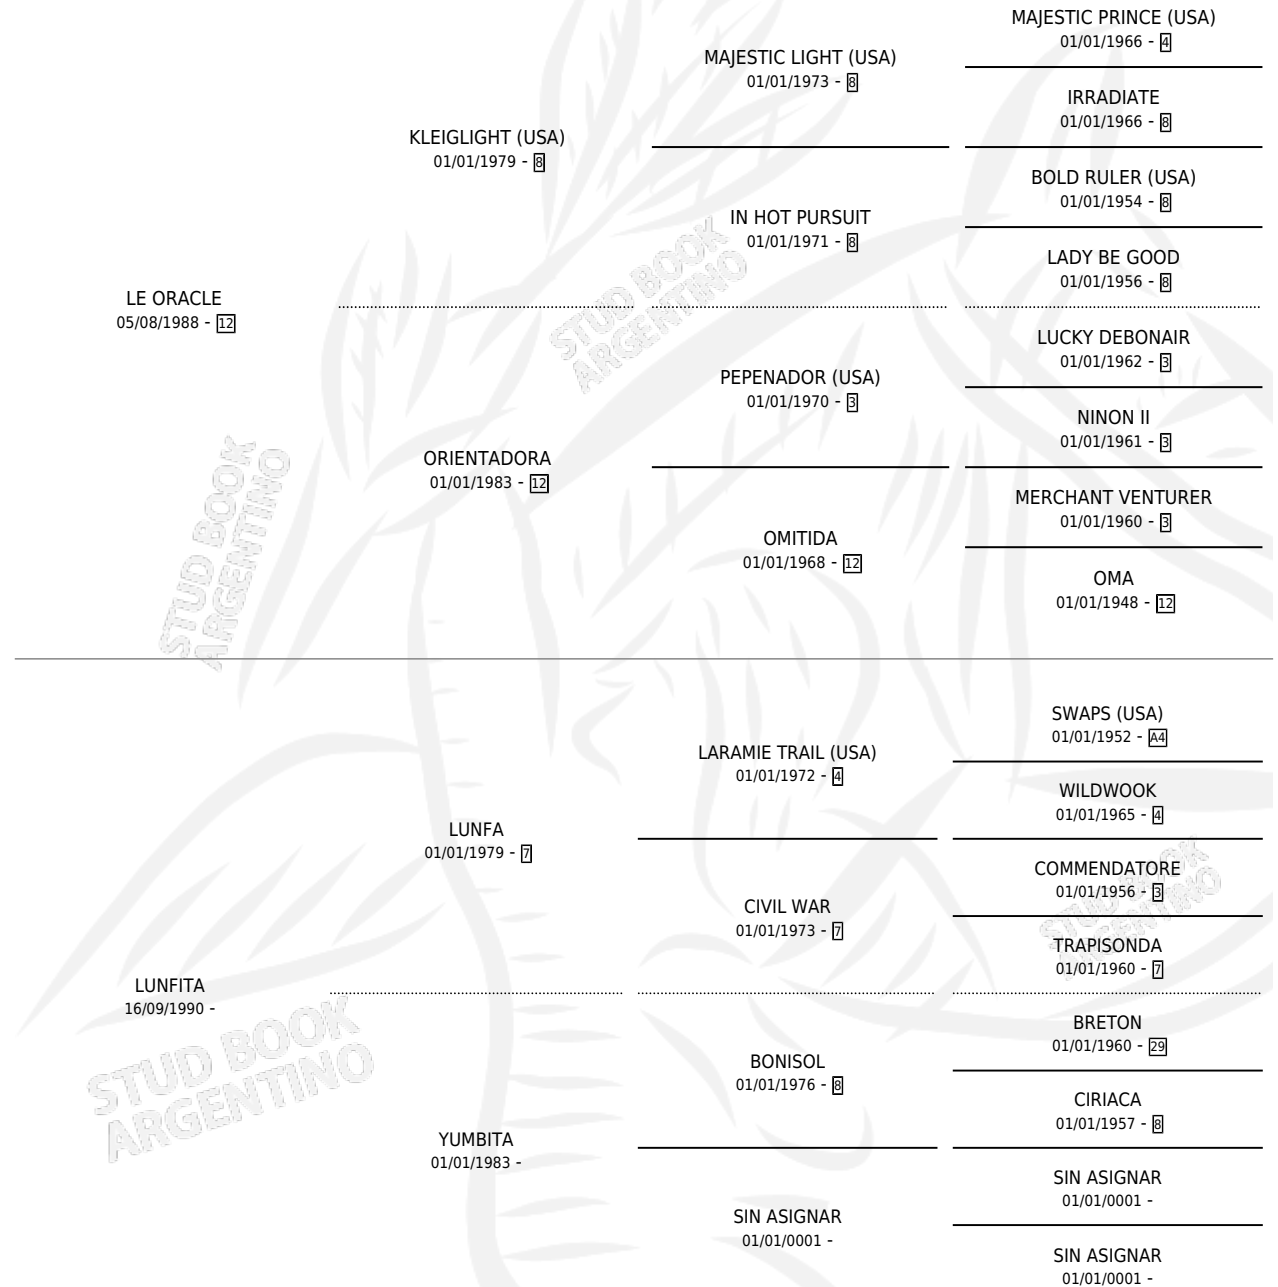 MAJESTIC PRINCE (USA)
01/01/1966 - 4
MAJESTIC LIGHT (USA)
01/01/1973 - 8
IRRADIATE
01/01/1966 - 8
KLEIGLIGHT (USA)
01/01/1979 - 8
BOLD RULER (USA)
01/01/1954 - 8
IN HOT PURSUIT
01/01/1971 - 8
LADY BE GOOD
01/01/1956 - 8
LE ORACLE
05/08/1988 - 12
LUCKY DEBONAIR
01/01/1962 - 3
PEPENADOR (USA)
01/01/1970 - 3
NINON II
01/01/1961 - 3
ORIENTADORA
01/01/1983 - 12
MERCHANT VENTURER
01/01/1960 - 3
OMITIDA
01/01/1968 - 12
OMA
01/01/1948 - 12
SWAPS (USA)
01/01/1952 - A4
LARAMIE TRAIL (USA)
01/01/1972 - 4
WILDWOOK
01/01/1965 - 4
LUNFA
01/01/1979 - 7
COMMENDATORE
01/01/1956 - 3
CIVIL WAR
01/01/1973 - 7
TRAPISONDA
01/01/1960 - 7
LUNFITA
16/09/1990 -
BRETON
01/01/1960 - 29
BONISOL
01/01/1976 - 8
CIRIACA
01/01/1957 - 8
YUMBITA
01/01/1983 -
SIN ASIGNAR
01/01/0001 -
SIN ASIGNAR
01/01/0001 -
SIN ASIGNAR
01/01/0001 -
STUD BOOK
ARGENTINO
STUD BOOK
ARGENTINO
STUD BOOK
ARGENTINO
STUD BOOK
ARGENTINO